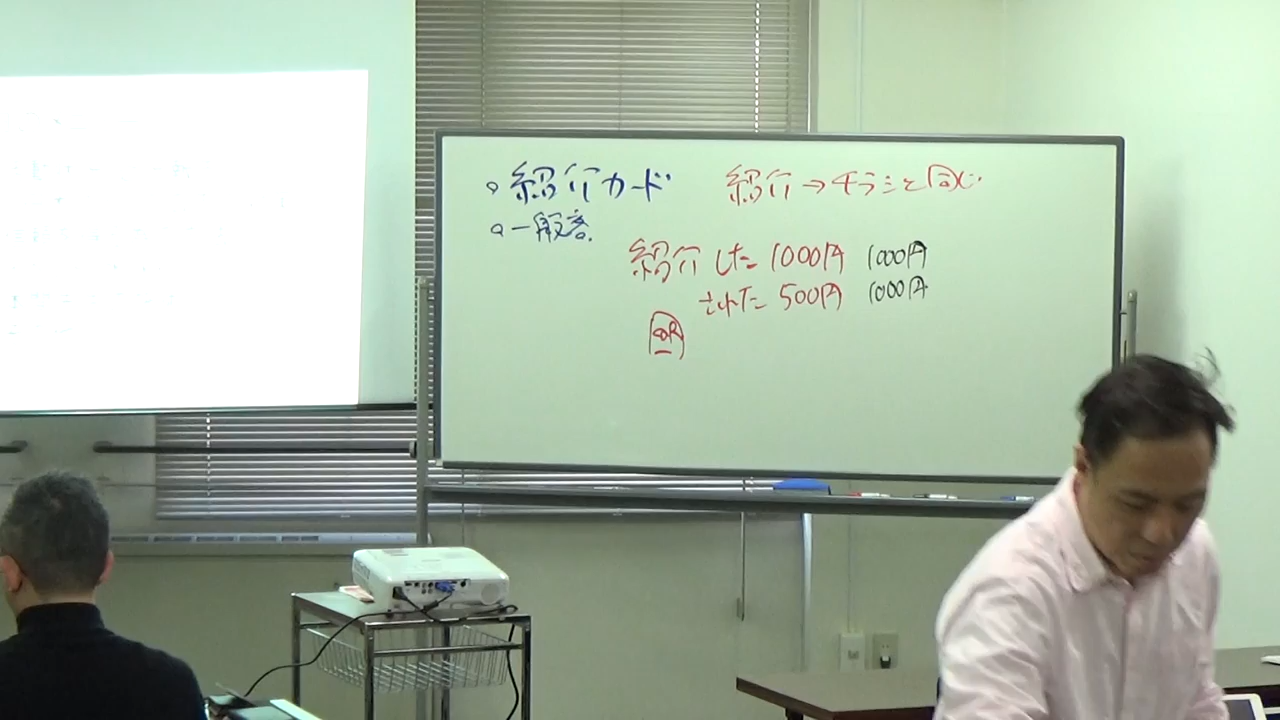 ○ 紹介カード　紹介→チラシと同じ
○ 一般客
紹介 した 1000円 1000円
された 500円 1000円